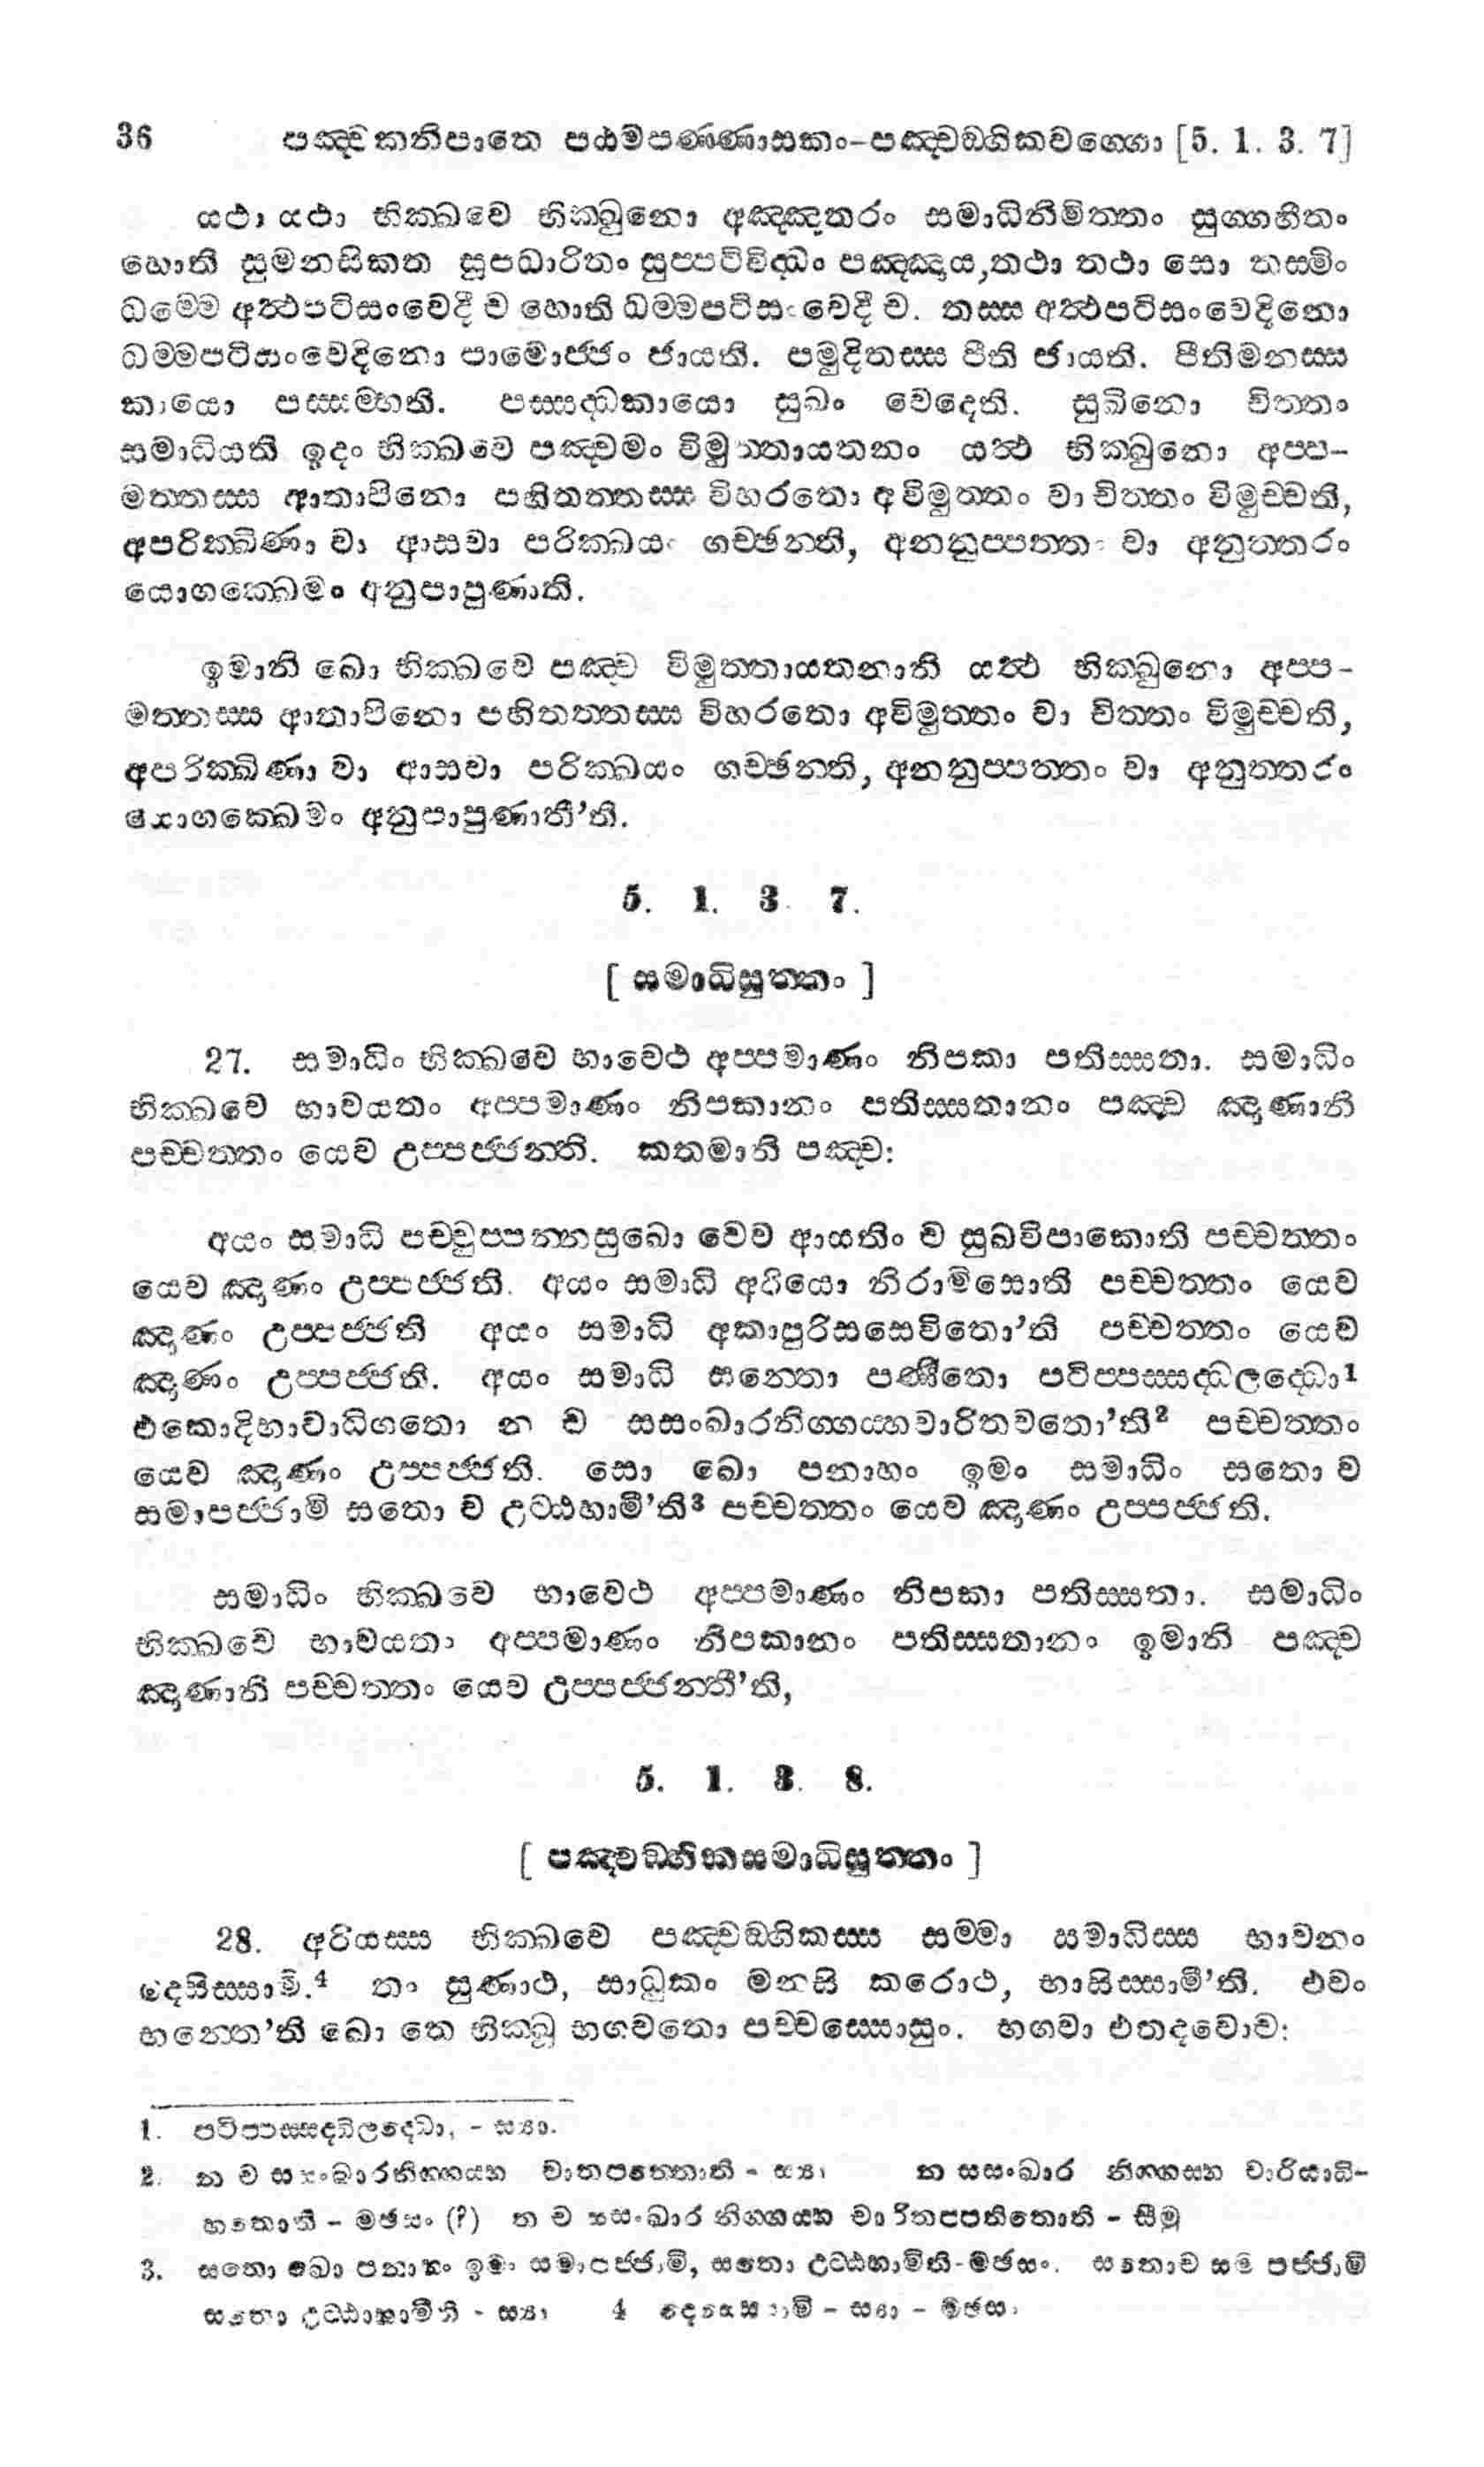 36 පඤ්චකනිපාතෙ පඨමපණ්ණාසකං-පඤ්චඞ්ගිකවග්ගො [5. 1. 3. 7]
යථා යථා භික්ඛවෙ භික්ඛුනො අඤ්ඤතරං සමාධිනිමිත්තං සුග්ගහිතං
හොති සුමනසිකත සූපධාරිතං සුප්පටිවිද්ධං පඤ්ඤාය, තථා තථා සො තස්මිං
ධම්මෙ අත්ථපටිසංවෙදී ච හොති ධම්මපටිසංවෙදී ච. තස්ස අත්ථපටිසංවෙදිනො
ධම්මපටිසංවෙදිනො පාමොජ්ජං ජායති. පමුදිතස්ස පීති ජායති. පීතිමනස්ස
කායො පස්සම්භති. පස්සද්ධකායො සුඛං වෙදෙති. සුඛිනො චිත්තං
සමාධියති ඉදං භික්ඛවෙ පඤ්චමං විමුත්තායතනං යත්ථ භික්ඛුනො අප්ප-
මත්තස්ස ආතාපිනො පහිතත්තස්ස විහරතො අවිමුත්තං වා චිත්තං විමුච්චති,
අපරික්ඛීණා වා ආසවා පරික්ඛයං ගච්ඡන්ති, අනනුප්පත්තං වා අනුත්තරං
යොගක්ඛෙමං අනුපාපුණාති.
ඉමානි ඛො භික්ඛවෙ පඤ්ච විමුත්තායතනානි යත්ථ භික්ඛුනො අප්ප-
මත්තස්ස ආතාපිනො පහිතත්තස්ස විහරතො අවිමුත්තං වා චිත්තං විමුච්චති,
අපරික්ඛීණා වා ආසවා පරික්ඛයං ගච්ඡන්ති, අනනුප්පත්තං වා අනුත්තරං
යොගක්ඛෙමං අනුපාපුණාතී’ති.
5. 1. 3. 7.
[ සමාධිසුත්තං ]
27. සමාධිං භික්ඛවෙ භාවෙථ අප්පමාණං නිපකා පතිස්සතා. සමාධිං
භික්ඛවෙ භාවයතං අප්පමාණං නිපකානං පතිස්සතානං පඤ්ච ඤාණානි
පච්චත්තං යෙව උප්පජ්ජන්ති. කතමානි පඤ්ච:
අයං සමාධි පච්චුප්පන්නසුඛො චෙව ආයතිං ච සුඛවිපාකොති පච්චත්තං
යෙව ඤාණං උප්පජ්ජති. අයං සමාධි අරියො නිරාමිසොති පච්චත්තං යෙව
ඤාණං උප්පජ්ජති අයං සමාධි අකාපුරිසසෙවිතො’ති පච්චත්තං යෙව
ඤාණං උප්පජ්ජති. අයං සමාධි සන්තො පණීතො පටිප්පස්සද්ධලද්ධො1
එකොදිභාවාධිගතො න ච සසංඛාරනිග්ගය්හවාරිතවතො’ති2 පච්චත්තං
යෙව ඤාණං උප්පජ්ජති. සො ඛො පනාහං ඉමං සමාධිං සතො ච
සමාපජ්ජාමි සතො ච උට්ඨහාමී’ති3 පච්චත්තං යෙව ඤාණං උප්පජ්ජති.
සමාධිං භික්ඛවෙ භාවෙථ අප්පමාණං නිපකා පතිස්සතා. සමාධිං
භික්ඛවෙ භාවයතං අප්පමාණං නිපකානං පතිස්සතානං ඉමානි පඤ්ච
ඤාණානි පච්චත්තං යෙව උප්පජ්ජන්තී’ති,
5. 1. 3. 8.
[ පඤ්චඞ්ගිකසමාධිසුත්තං ]
28. අරියස්ස භික්ඛවෙ පඤ්චඞ්ගිකස්ස සම්මා සමාධිස්ස භාවනං
දෙසිස්සාමි.4 තං සුණාථ, සාධුකං මනසි කරොථ, භාසිස්සාමී’ති. එවං
භන්තෙ’ති ඛො තෙ භික්ඛූ භගවතො පච්චස්සොසුං. භගවා එතදවොච:
1. පටිප්පස්සද්ධිලද්ධො, - ස්‍යා.
2. න ච සසංඛාරනිග්ගය්හ වාතපත්තොති - ස්‍යා න සසංඛාර නිග්ගය්හ වාරියාධි-
ගතොති - මඡසං (?) න ච සසංඛාර නිග්ගය්හ වාරිතප්පතිතොති - සීමු
3. සතො ඛො පනාහං ඉමං සමාපජ්ජාමි, සතො උට්ඨහාමිති-මඡසං. සතොච සමාපජ්ජාමි
සතො උට්ඨාහාමීති - ස්‍යා 4 දෙසෙස්සාමි - ස්‍යා - මඡසං